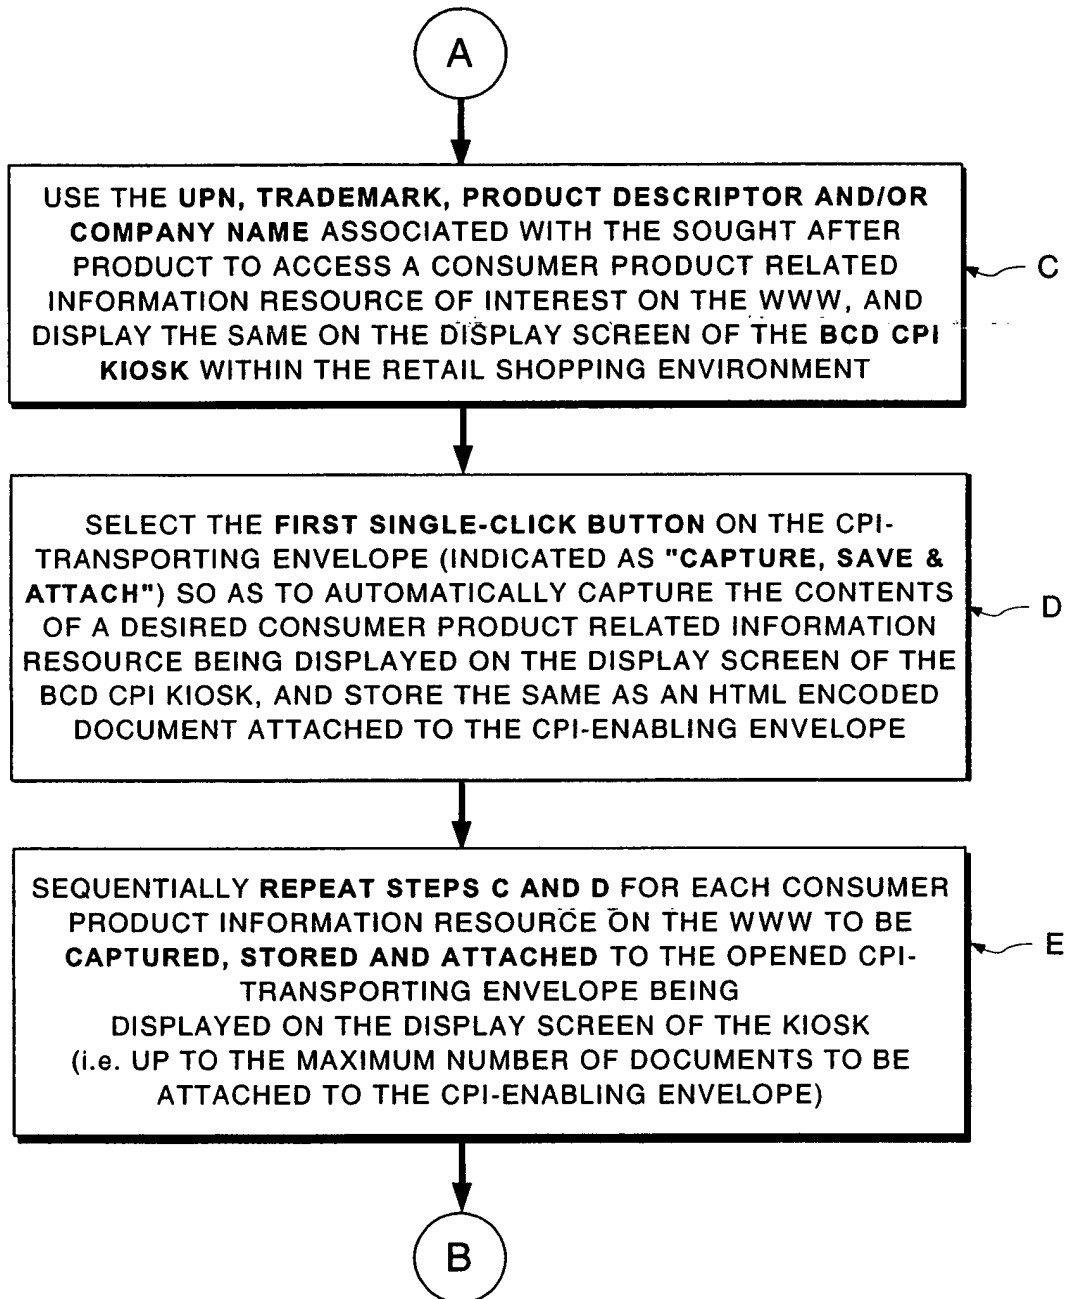 A
USE THE UPN, TRADEMARK, PRODUCT DESCRIPTOR AND/OR
COMPANY NAME ASSOCIATED WITH THE SOUGHT AFTER
PRODUCT TO ACCESS A CONSUMER PRODUCT RELATED
INFORMATION RESOURCE OF INTEREST ON THE WWW, AND
DISPLAY THE SAME ON THE DISPLAY SCREEN OF THE BCD CPI
KIOSK WITHIN THE RETAIL SHOPPING ENVIRONMENT
C
SELECT THE FIRST SINGLE-CLICK BUTTON ON THE CPI-
TRANSPORTING ENVELOPE (INDICATED AS "CAPTURE, SAVE &
ATTACH") SO AS TO AUTOMATICALLY CAPTURE THE CONTENTS
OF A DESIRED CONSUMER PRODUCT RELATED INFORMATION
RESOURCE BEING DISPLAYED ON THE DISPLAY SCREEN OF THE
BCD CPI KIOSK, AND STORE THE SAME AS AN HTML ENCODED
DOCUMENT ATTACHED TO THE CPI-ENABLING ENVELOPE
D
SEQUENTIALLY REPEAT STEPS C AND D FOR EACH CONSUMER
PRODUCT INFORMATION RESOURCE ON THE WWW TO BE
CAPTURED, STORED AND ATTACHED TO THE OPENED CPI-
TRANSPORTING ENVELOPE BEING
DISPLAYED ON THE DISPLAY SCREEN OF THE KIOSK
(i.e. UP TO THE MAXIMUM NUMBER OF DOCUMENTS TO BE
ATTACHED TO THE CPI-ENABLING ENVELOPE)
E
B